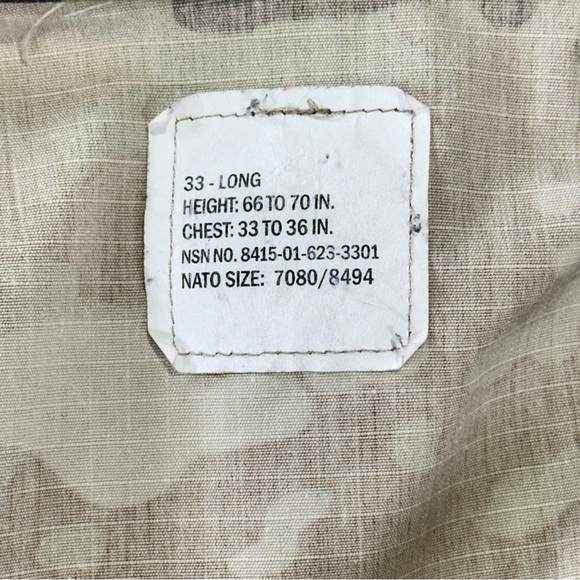 33 - LONG
HEIGHT: 66 TO 70 IN.
CHEST: 33 TO 36 IN.
NSN NO. 8415-01-623-3301
NATO SIZE: 7080/8494